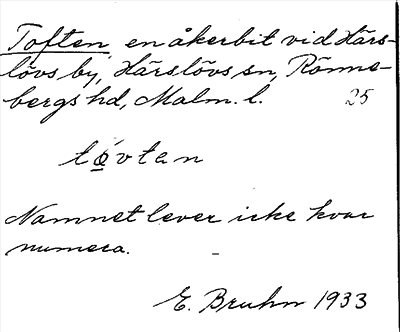 Toften, en åkerbit vid Härs-
lövs by, Härslövs sn, Rönne-
bergs hd, Malm. l. 25
tǫ́vtan
Namnet lever icke kvar
numera.
E. Bruhn 1933